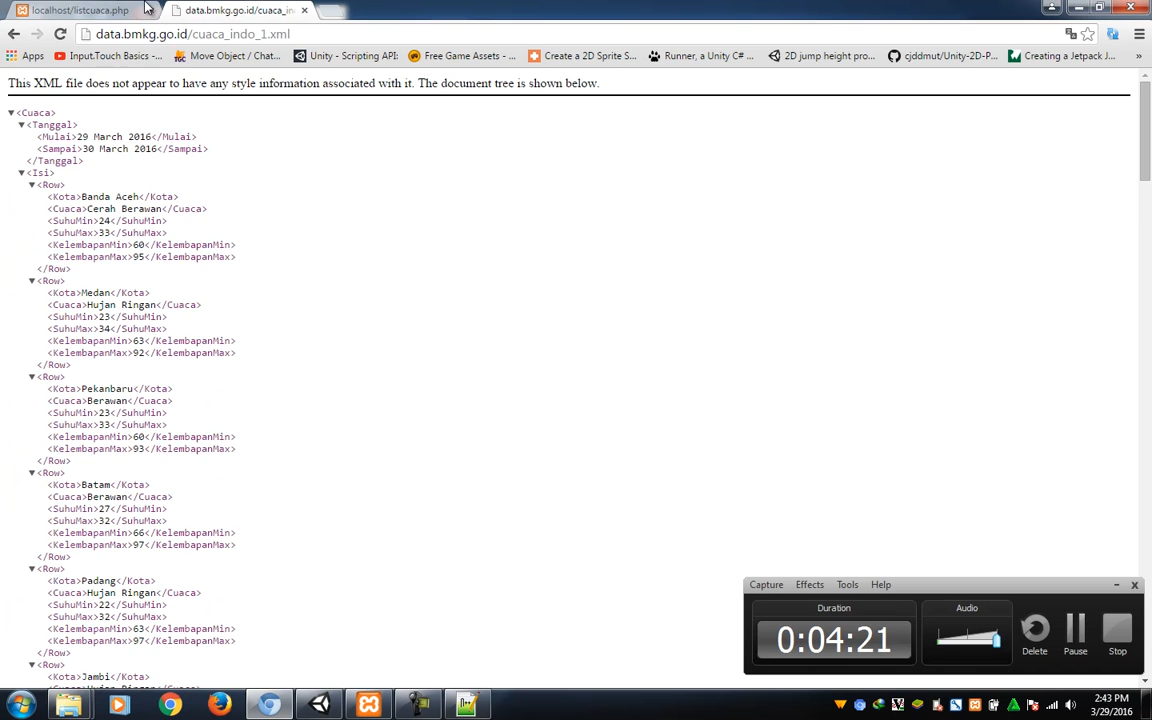 localhost/listcuaca.php
data.bmkg.go.id/cuaca_in
data.bmkg.go.id/cuaca_indo_1.xml
Apps
Input.Touch Basics -...
Move Object / Chat...
Unity - Scripting API:
Free Game Assets - ...
Create a 2D Sprite S...
Runner, a Unity C# ...
2D jump height pro...
cjddmut/Unity-2D-P...
Creating a Jetpack J...
This XML file does not appear to have any style information associated with it. The document tree is shown below.
<Cuaca>
<Tanggal>
<Mulai>29 March 2016</Mulai>
<Sampai>30 March 2016</Sampai>
</Tanggal>
<Isi>
<Row>
<Kota>Banda Aceh</Kota>
<Cuaca>Cerah Berawan</Cuaca>
<SuhuMin>24</SuhuMin>
<SuhuMax>33</SuhuMax>
<KelembapanMin>60</KelembapanMin>
<KelembapanMax>95</KelembapanMax>
</Row>
<Row>
<Kota>Medan</Kota>
<Cuaca>Hujan Ringan</Cuaca>
<SuhuMin>23</SuhuMin>
<SuhuMax>34</SuhuMax>
<KelembapanMin>63</KelembapanMin>
<KelembapanMax>92</KelembapanMax>
</Row>
<Row>
<Kota>Pekanbaru</Kota>
<Cuaca>Berawan</Cuaca>
<SuhuMin>23</SuhuMin>
<SuhuMax>33</SuhuMax>
<KelembapanMin>60</KelembapanMin>
<KelembapanMax>93</KelembapanMax>
</Row>
<Row>
<Kota>Batam</Kota>
<Cuaca>Berawan</Cuaca>
<SuhuMin>27</SuhuMin>
<SuhuMax>32</SuhuMax>
<KelembapanMin>66</KelembapanMin>
<KelembapanMax>97</KelembapanMax>
</Row>
<Row>
<Kota>Padang</Kota>
<Cuaca>Hujan Ringan</Cuaca>
<SuhuMin>22</SuhuMin>
<SuhuMax>32</SuhuMax>
<KelembapanMin>63</KelembapanMin>
<KelembapanMax>97</KelembapanMax>
</Row>
<Row>
<Kota>Jambi</Kota>
Capture Effects Tools Help
Duration
0:04:21
Audio
Delete
Pause
Stop
2:43 PM
3/29/2016